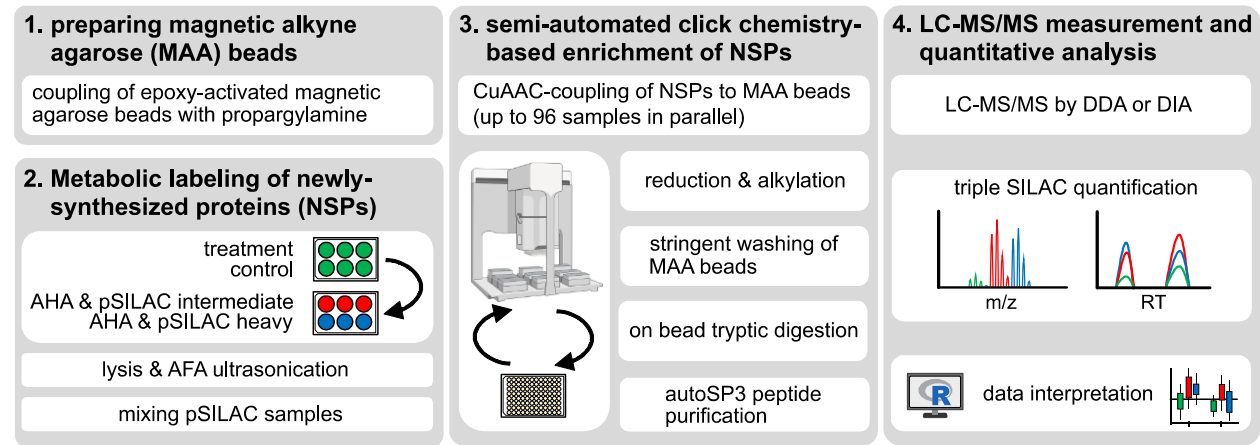 1. preparing magnetic alkyne
agarose (MAA) beads
coupling of epoxy-activated magnetic
agarose beads with propargylamine
2. Metabolic labeling of newly-
synthesized proteins (NSPs)
treatment
control
AHA & pSILAC intermediate
AHA & pSILAC heavy
lysis & AFA ultrasonication
mixing pSILAC samples
3. semi-automated click chemistry-
based enrichment of NSPs
CuAAC-coupling of NSPs to MAA beads
(up to 96 samples in parallel)
reduction & alkylation
stringent washing of
MAA beads
on bead tryptic digestion
autoSP3 peptide
purification
4. LC-MS/MS measurement and
quantitative analysis
LC-MS/MS by DDA or DIA
triple SILAC quantification
m/z
RT
R
data interpretation